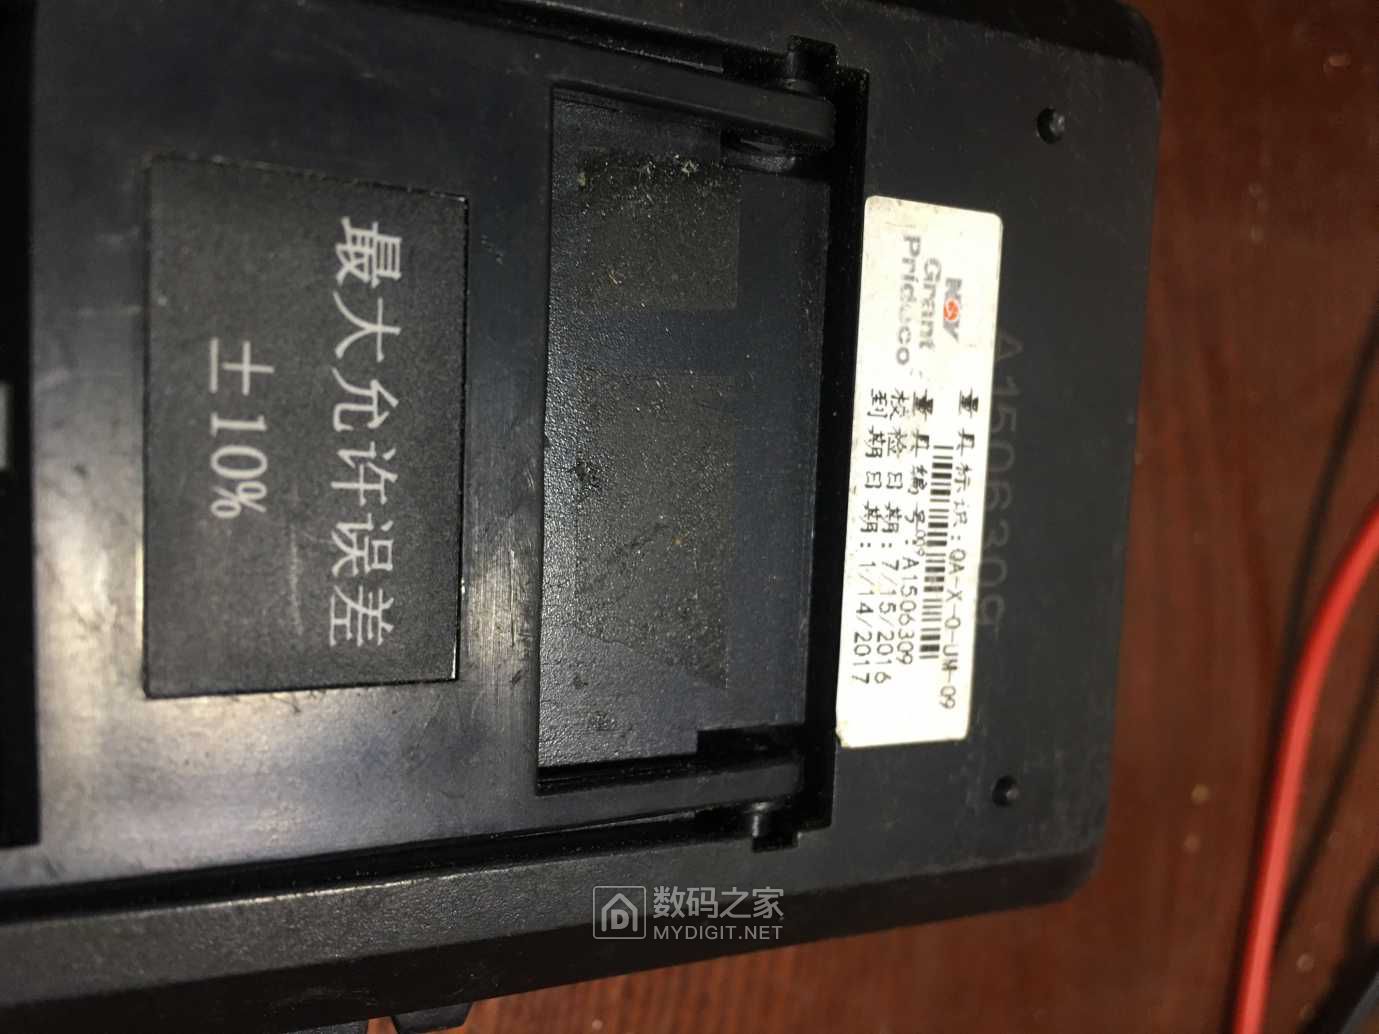 最大允许误差
±10%
NOV
Grant
Prideco
量具标识:QA-X-0-UM-09
量具编号:A1506309
校检日期:7/15/2016
到期日期:1/14/2017
A1506309
数码之家
MYDIGIT.NET